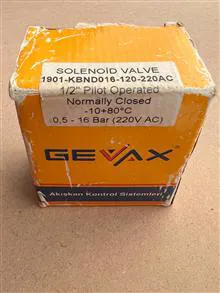 SOLENOİD VALVE
1901-KBND016-120-220AC
1/2" Pilot Operated
Normally Closed
-10+80°C
0,5 - 16 Bar (220V AC)
GEVAX
Akışkan Kontrol Sistemleri